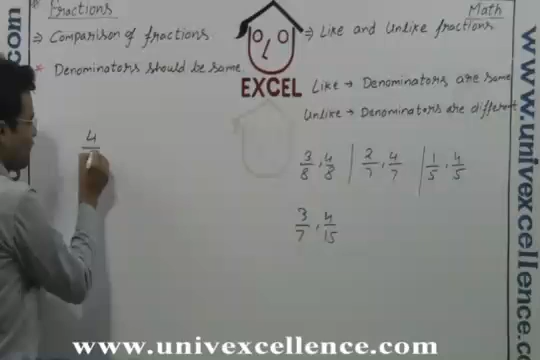 * Fractions
Math
⇒ Comparison of fractions
* Denominators should be same
4
EXCEL
⇒ Like and Unlike fractions
Like → Denominators are same
Unlike → Denominators are different
3/8 , 4/8 | 2/7 , 4/7 | 1/5 , 4/5
3/7 , 4/15
www.univexcellence.com
www.univexcellence.
.com